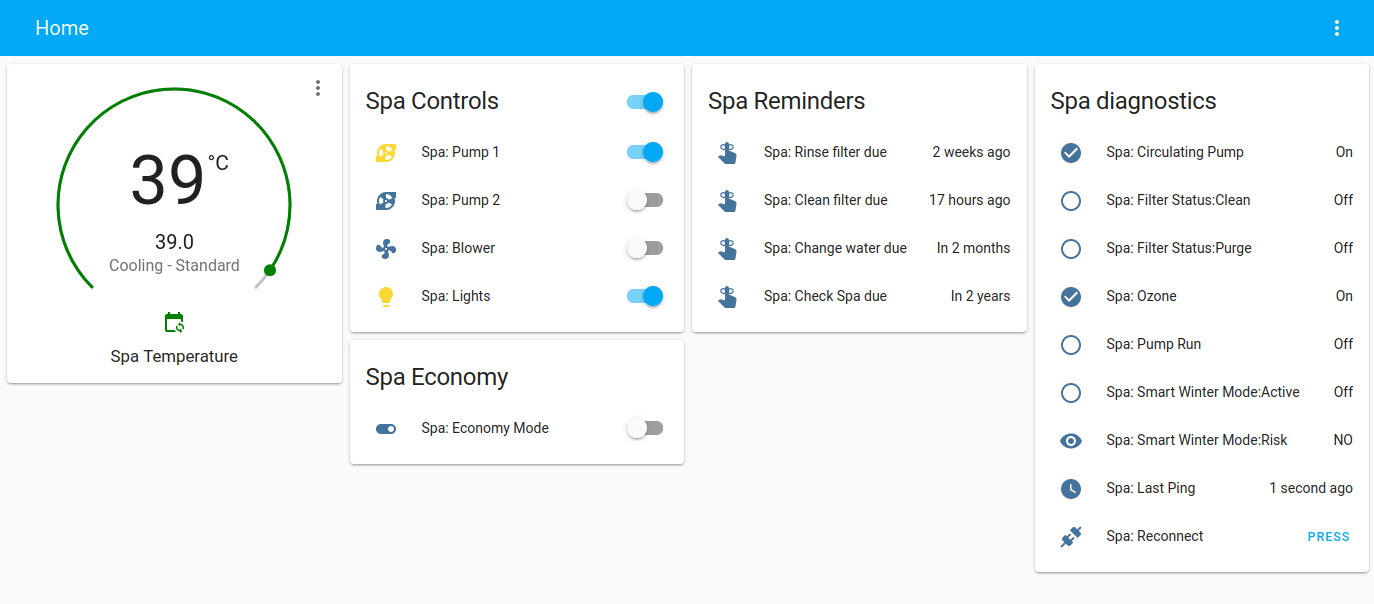 Home
39 °C
39.0
Cooling - Standard
Spa Temperature
Spa Controls
Spa: Pump 1
Spa: Pump 2
Spa: Blower
Spa: Lights
Spa Economy
Spa: Economy Mode
Spa Reminders
Spa: Rinse filter due 2 weeks ago
Spa: Clean filter due 17 hours ago
Spa: Change water due In 2 months
Spa: Check Spa due In 2 years
Spa diagnostics
Spa: Circulating Pump On
Spa: Filter Status:Clean Off
Spa: Filter Status:Purge Off
Spa: Ozone On
Spa: Pump Run Off
Spa: Smart Winter Mode:Active Off
Spa: Smart Winter Mode:Risk NO
Spa: Last Ping 1 second ago
Spa: Reconnect PRESS